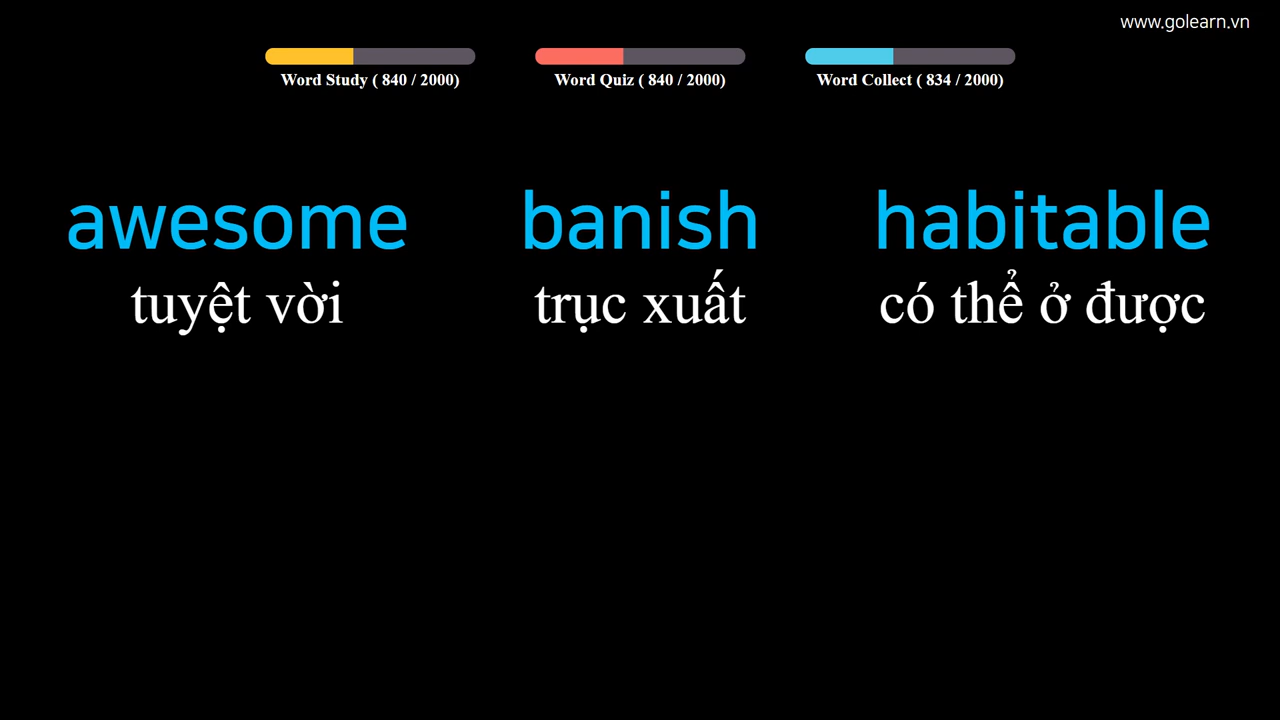 www.golearn.vn
Word Study ( 840 / 2000)
Word Quiz ( 840 / 2000)
Word Collect ( 834 / 2000)
awesome
tuyệt vời
banish
trục xuất
habitable
có thể ở được